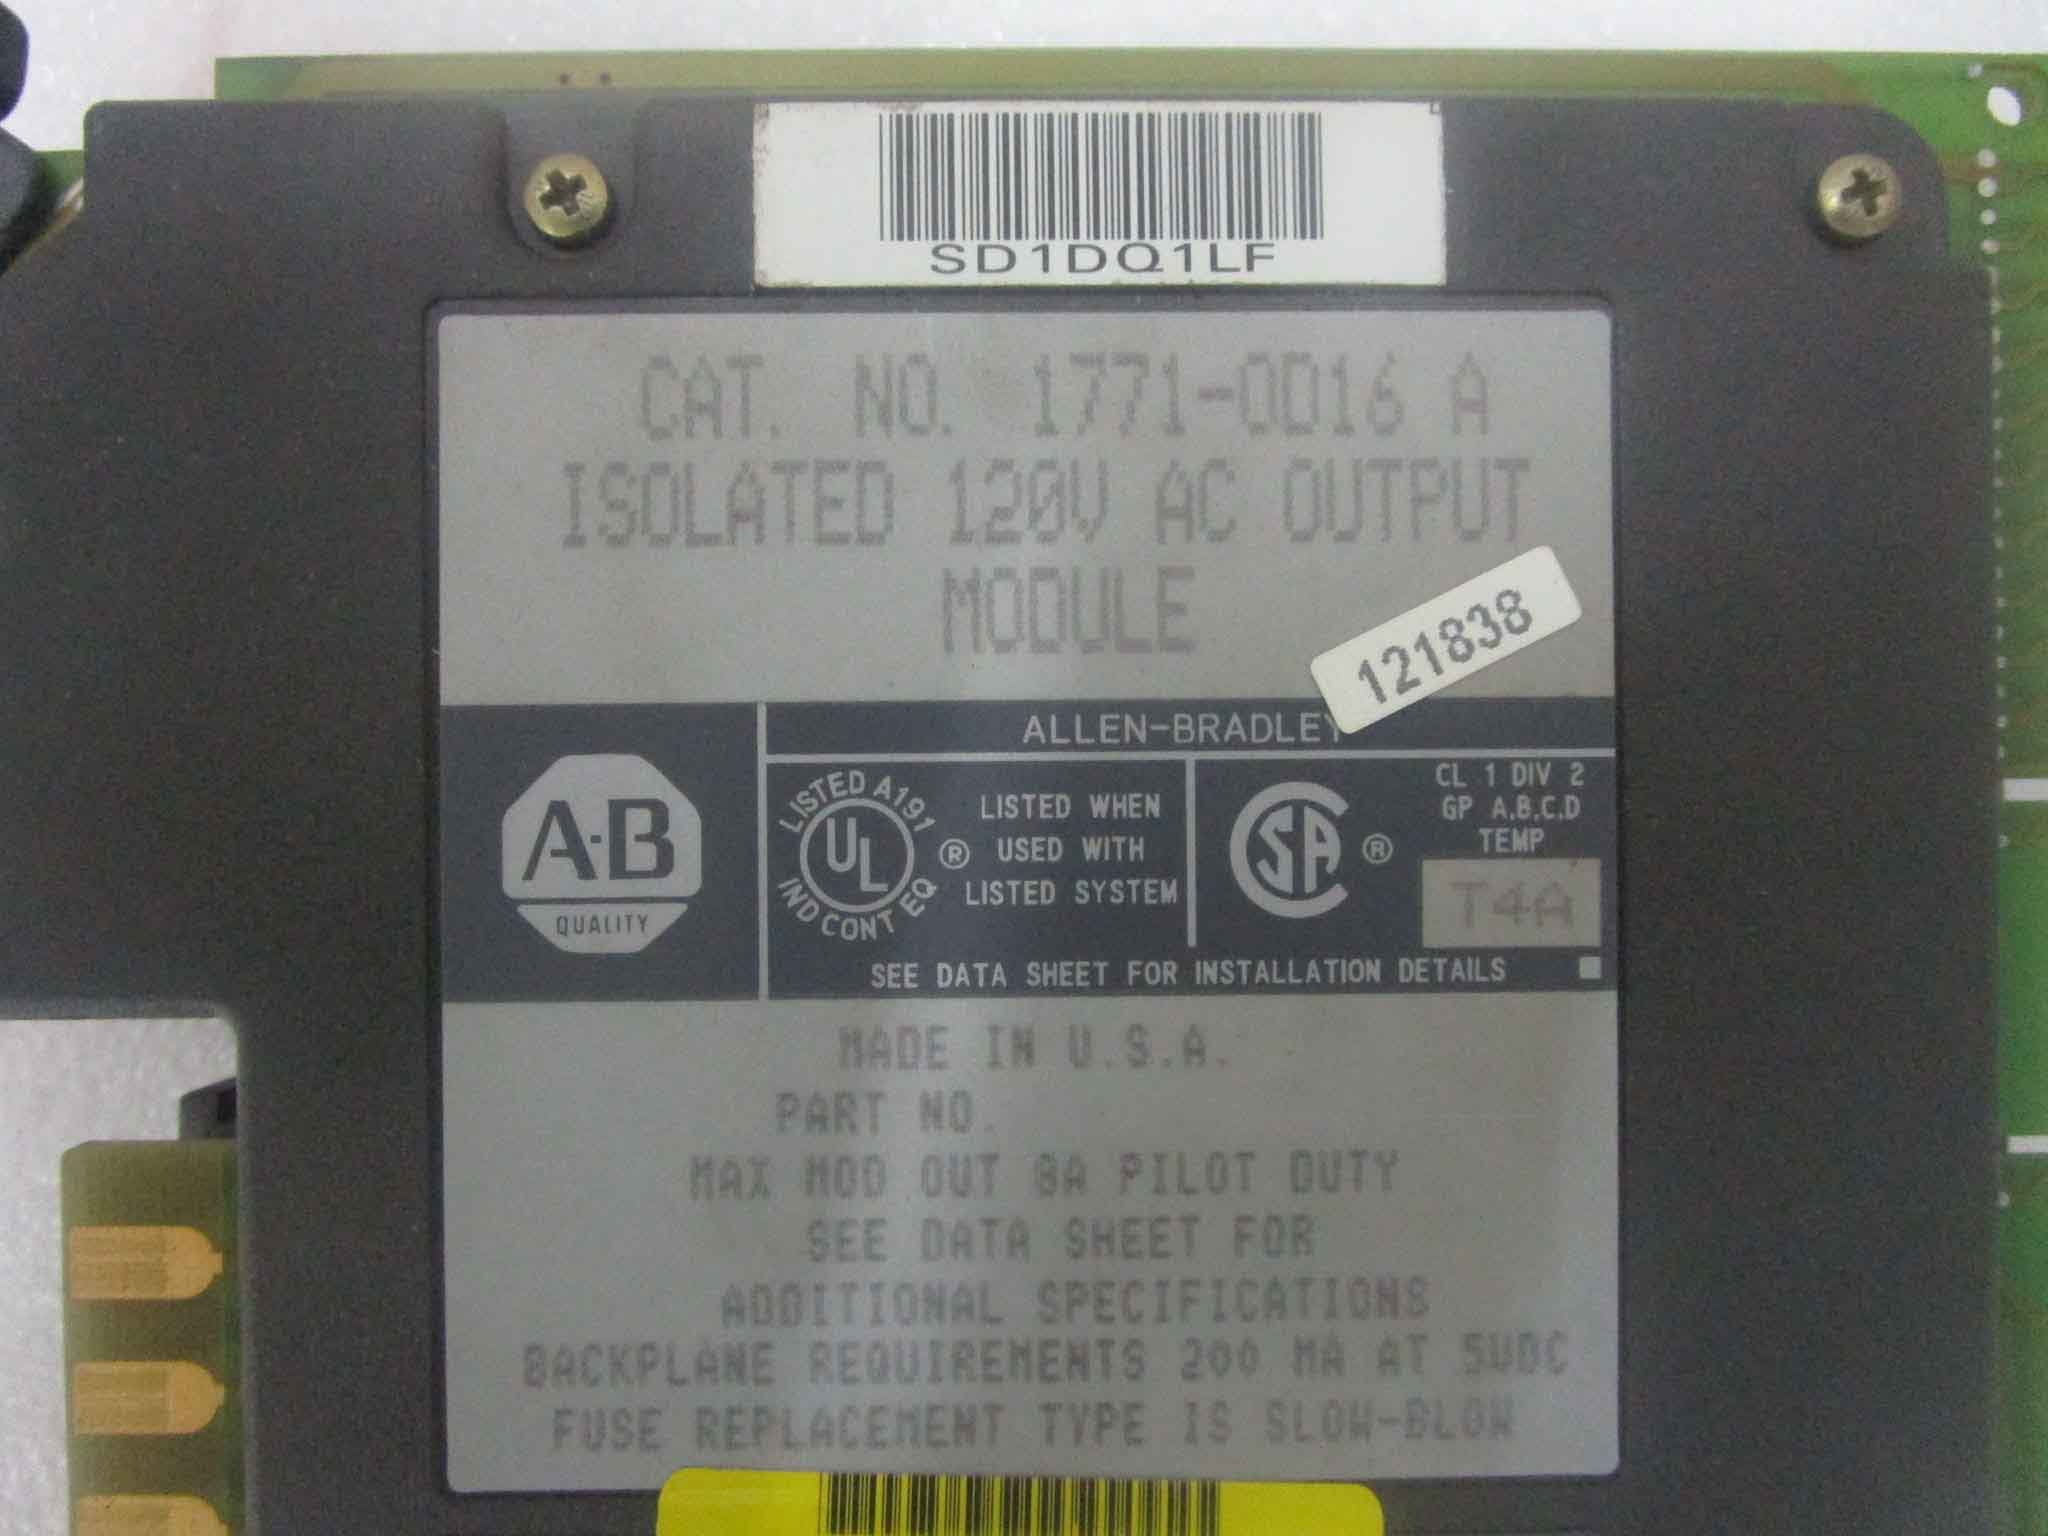 SD1DQ1LF
CAT. NO. 1771-OD16 A
ISOLATED 120V AC OUTPUT
MODULE
121838
ALLEN-BRADLEY
A-B
QUALITY
LISTED A191
UL
IND CONT EQ
®
LISTED WHEN
USED WITH
LISTED SYSTEM
CSA
®
CL 1 DIV 2
GP A.B.C.D
TEMP
T4A
SEE DATA SHEET FOR INSTALLATION DETAILS
MADE IN U.S.A.
PART NO.
MAX MOD OUT 8A PILOT DUTY
SEE DATA SHEET FOR
ADDITIONAL SPECIFICATIONS
BACKPLANE REQUIREMENTS 200 MA AT 5VDC
FUSE REPLACEMENT TYPE IS SLOW-BLOW